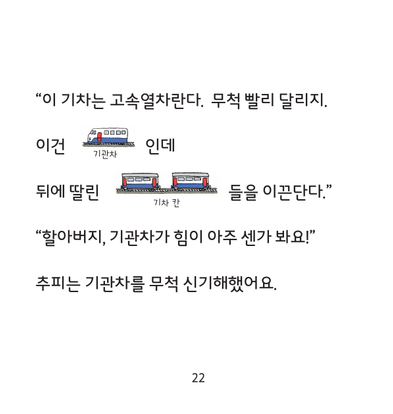 “이 기차는 고속열차란다. 무척 빨리 달리지.
이건 기관차 인데
뒤에 딸린 기차 칸 들을 이끈단다.”
“할아버지, 기관차가 힘이 아주 센가 봐요!”
추피는 기관차를 무척 신기해했어요.
22